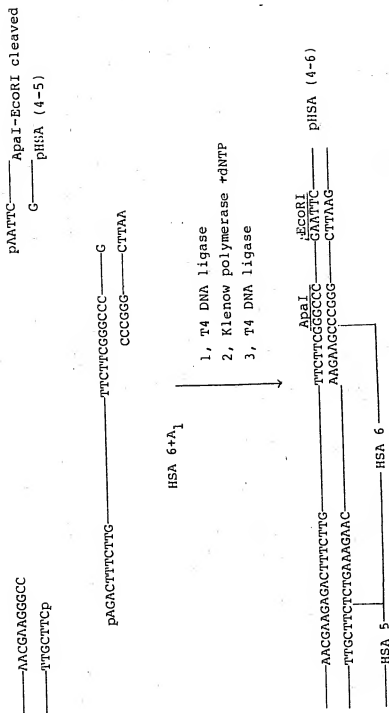 —AACGAAGGGCC
—TTGCTTCp
pAATTC—ApaI-EcoRI cleaved
G—pHSA (4-5)
pAGACTTTCTTG—TTCTTCGGGCCC—G
CCCGGG—CTTAA
HSA 6+A₁
1, T4 DNA ligase
2, Klenow polymerase +dNTP
3, T4 DNA ligase
ApaI EcoRI
—AACGAAGAGACTTTCTTG—TTCTTCGGGCCC—GAATTC—
—TTGCTTCTCTGAAAGAAC—AAGAAGCCCGGG—CTTAAG—
pHSA (4-6)
—HSA 5—HSA 6